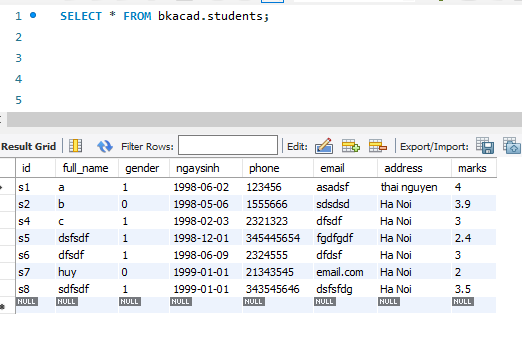 1 SELECT * FROM bkacad.students;
2
3
4
5
Result Grid Filter Rows: Edit: Export/Import:
id full_name gender ngaysinh phone email address marks
s1 a 1 1998-06-02 123456 asadsf thai nguyen 4
s2 b 0 1998-05-06 1555666 sdsdsd Ha Noi 3.9
s4 c 1 1998-02-03 2321323 dfsdf Ha Noi 3
s5 dsfsdf 1 1998-12-01 345445654 fgdfgdf Ha Noi 2.4
s6 dfsdf 1 1998-06-09 2324555 dfdsf Ha Noi 3
s7 huy 0 1999-01-01 21343545 email.com Ha Noi 2
s8 sdfsdf 1 1999-01-01 343545646 dsfsfdg Ha Noi 3.5
NULL NULL NULL NULL NULL NULL NULL NULL